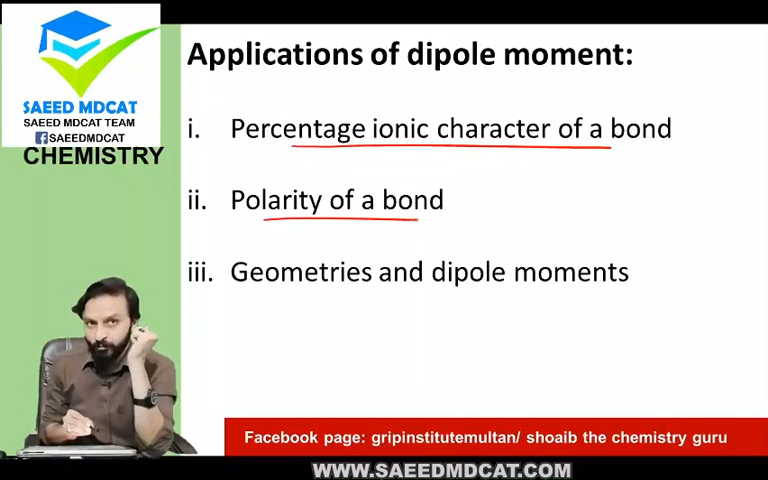 Applications of dipole moment:
SAEED MDCAT
SAEED MDCAT TEAM
SAEEDMDCAT
CHEMISTRY
i. Percentage ionic character of a bond
ii. Polarity of a bond
iii. Geometries and dipole moments
Facebook page: gripinstitutemultan/ shoaib the chemistry guru
WWW.SAEEDMDCAT.COM